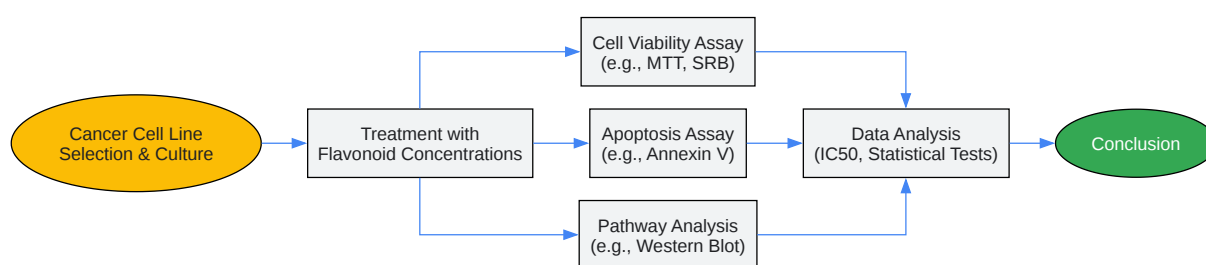 Cancer Cell Line
Selection & Culture
Treatment with
Flavonoid Concentrations
Cell Viability Assay
(e.g., MTT, SRB)
Apoptosis Assay
(e.g., Annexin V)
Pathway Analysis
(e.g., Western Blot)
Data Analysis
(IC50, Statistical Tests)
Conclusion